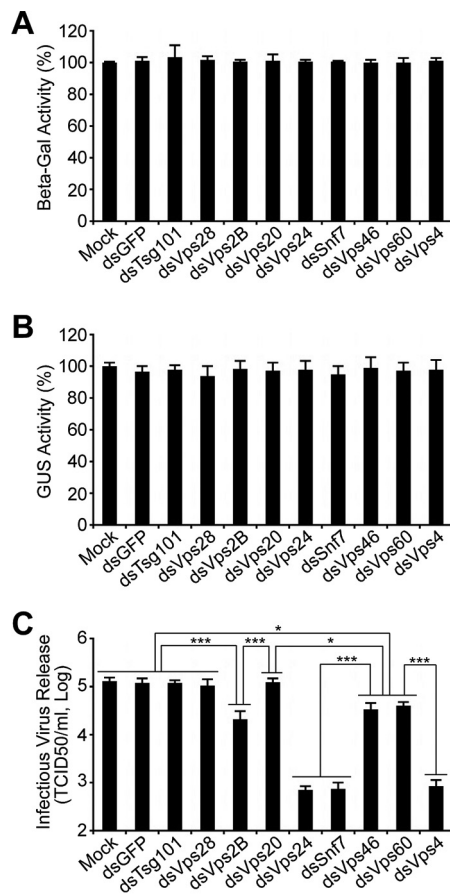 A
Beta-Gal Activity (%)
120
100
80
60
40
20
0
Mock
dsGFP
dsTsg101
dsVps28
dsVps2B
dsVps20
dsVps24
dsSnf7
dsVps46
dsVps60
dsVps4
B
GUS Activity (%)
120
100
80
60
40
20
0
Mock
dsGFP
dsTsg101
dsVps28
dsVps2B
dsVps20
dsVps24
dsSnf7
dsVps46
dsVps60
dsVps4
C
Infectious Virus Release
(TCID50/ml, Log)
6
5
4
3
2
*
*** *** * *** ***
Mock
dsGFP
dsTsg101
dsVps28
dsVps2B
dsVps20
dsVps24
dsSnf7
dsVps46
dsVps60
dsVps4